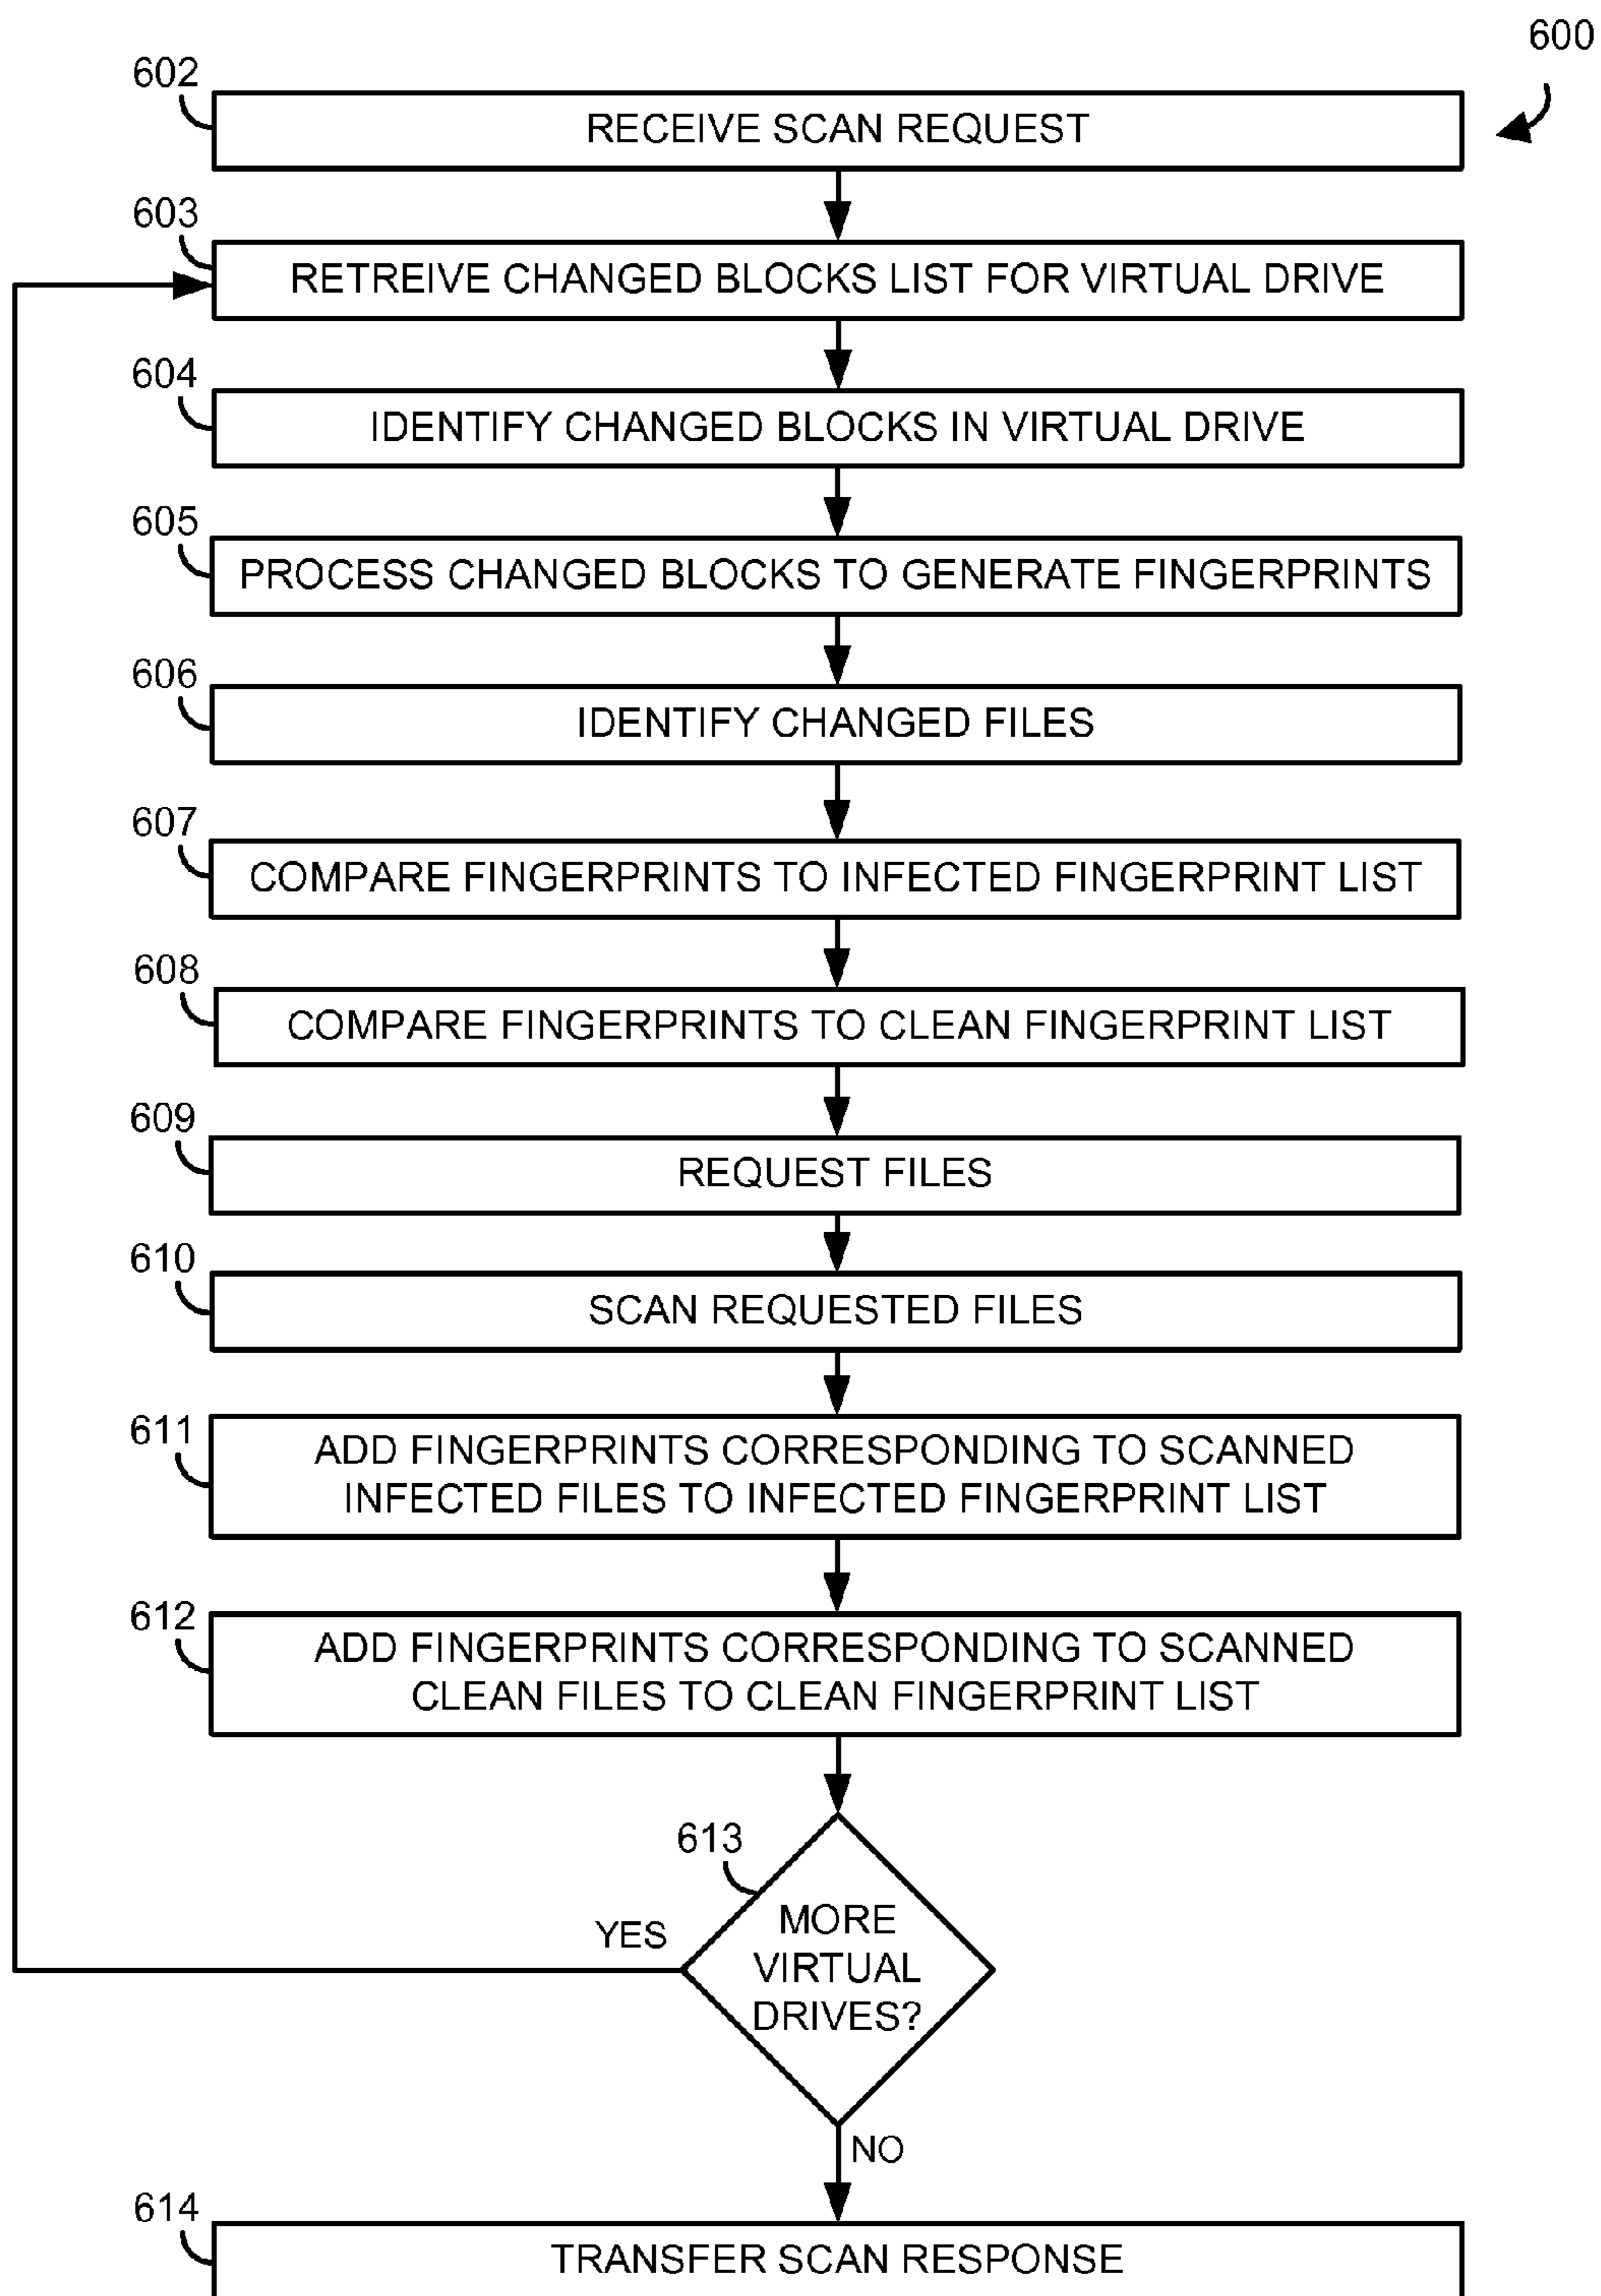 600
602
RECEIVE SCAN REQUEST
603
RETREIVE CHANGED BLOCKS LIST FOR VIRTUAL DRIVE
604
IDENTIFY CHANGED BLOCKS IN VIRTUAL DRIVE
605
PROCESS CHANGED BLOCKS TO GENERATE FINGERPRINTS
606
IDENTIFY CHANGED FILES
607
COMPARE FINGERPRINTS TO INFECTED FINGERPRINT LIST
608
COMPARE FINGERPRINTS TO CLEAN FINGERPRINT LIST
609
REQUEST FILES
610
SCAN REQUESTED FILES
611
ADD FINGERPRINTS CORRESPONDING TO SCANNED
INFECTED FILES TO INFECTED FINGERPRINT LIST
612
ADD FINGERPRINTS CORRESPONDING TO SCANNED
CLEAN FILES TO CLEAN FINGERPRINT LIST
613
MORE
VIRTUAL
DRIVES?
YES
NO
614
TRANSFER SCAN RESPONSE